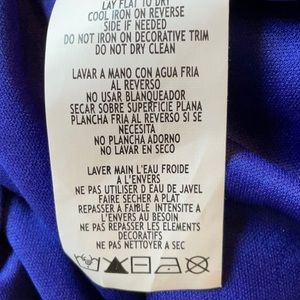 LAY FLAT TO DRY
COOL IRON ON REVERSE
SIDE IF NEEDED
DO NOT IRON ON DECORATIVE TRIM
DO NOT DRY CLEAN
LAVAR A MANO CON AGUA FRIA
AL REVERSO
NO USAR BLANQUEADOR
SECAR SOBRE SUPERFICIE PLANA
PLANCHA FRIA AL REVERSO SI SE
NECESITA
NO PLANCHA ADORNO
NO LAVAR EN SECO
LAVER MAIN L'EAU FROIDE
A L'ENVERS
NE PAS UTILISER D EAU DE JAVEL
FAIRE SÉCHER A PLAT
REPASSER A FAIBLE INTENSITE A
L'ENVERS AU BESOIN
NE PAS REPASSER LES ELEMENTS
DECORATIFS
NE PAS NETTOYER A SEC